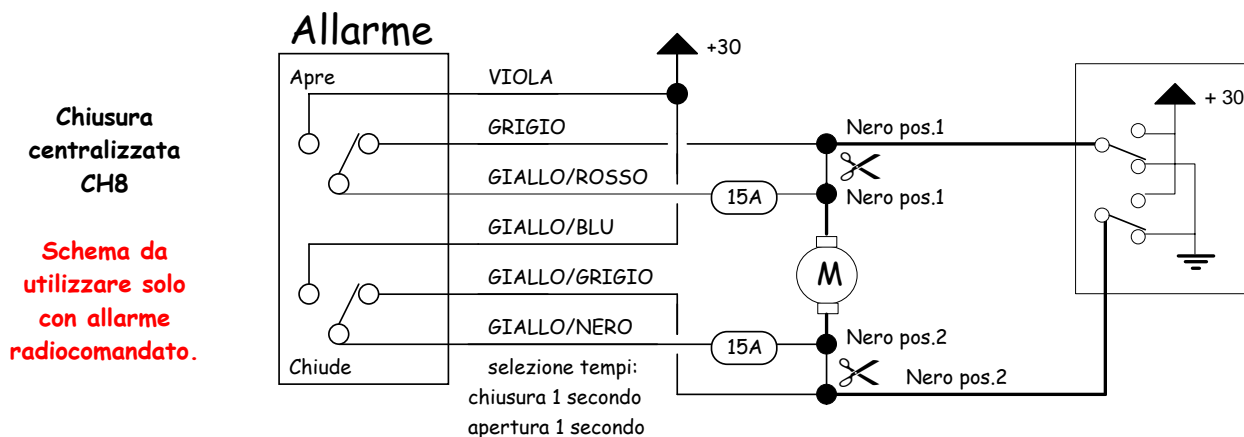 Allarme
+30
Apre
VIOLA
+ 30
Chiusura
centralizzata
CH8
GRIGIO
Nero pos.1
GIALLO/ROSSO
15A
Nero pos.1
GIALLO/BLU
Schema da
utilizzare solo
con allarme
radiocomandato.
GIALLO/GRIGIO
M
GIALLO/NERO
15A
Nero pos.2
Chiude
selezione tempi:
chiusura 1 secondo
apertura 1 secondo
Nero pos.2